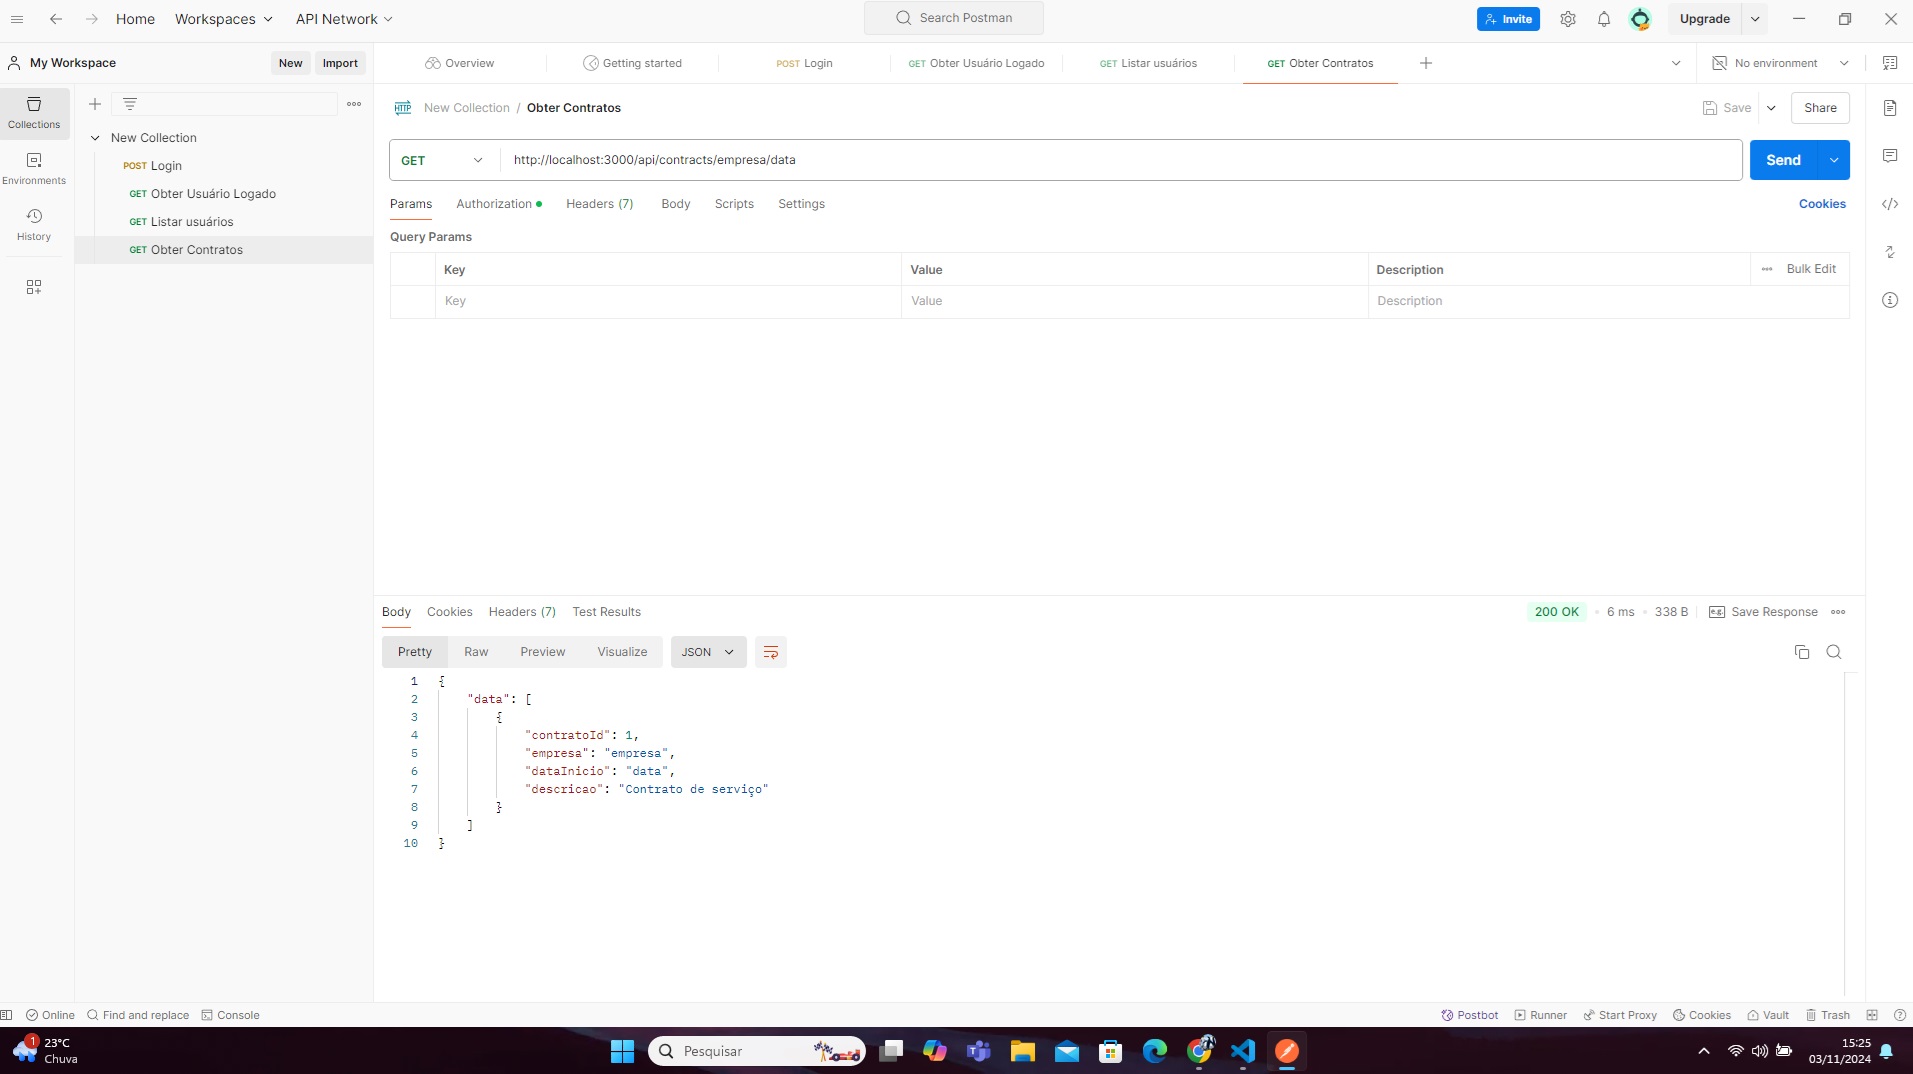 Home Workspaces API Network Search Postman Invite Upgrade
My Workspace New Import Overview Getting started POST Login GET Obter Usuário Logado GET Listar usuários GET Obter Contratos No environment
Collections
New Collection
POST Login
GET Obter Usuário Logado
GET Listar usuários
GET Obter Contratos
Environments
History
HTTP New Collection / Obter Contratos Save Share
GET http://localhost:3000/api/contracts/empresa/data Send
Params Authorization Headers (7) Body Scripts Settings Cookies
Query Params
Key Value Description Bulk Edit
Key Value Description
Body Cookies Headers (7) Test Results 200 OK 6 ms 338 B e.g. Save Response
Pretty Raw Preview Visualize JSON
1 {
2 "data": [
3 {
4 "contratoId": 1,
5 "empresa": "empresa",
6 "dataInicio": "data",
7 "descricao": "Contrato de serviço"
8 }
9 ]
10 }
Online Find and replace Console Postbot Runner Start Proxy Cookies Vault Trash
1 23°C
Chuva
Pesquisar
15:25
03/11/2024